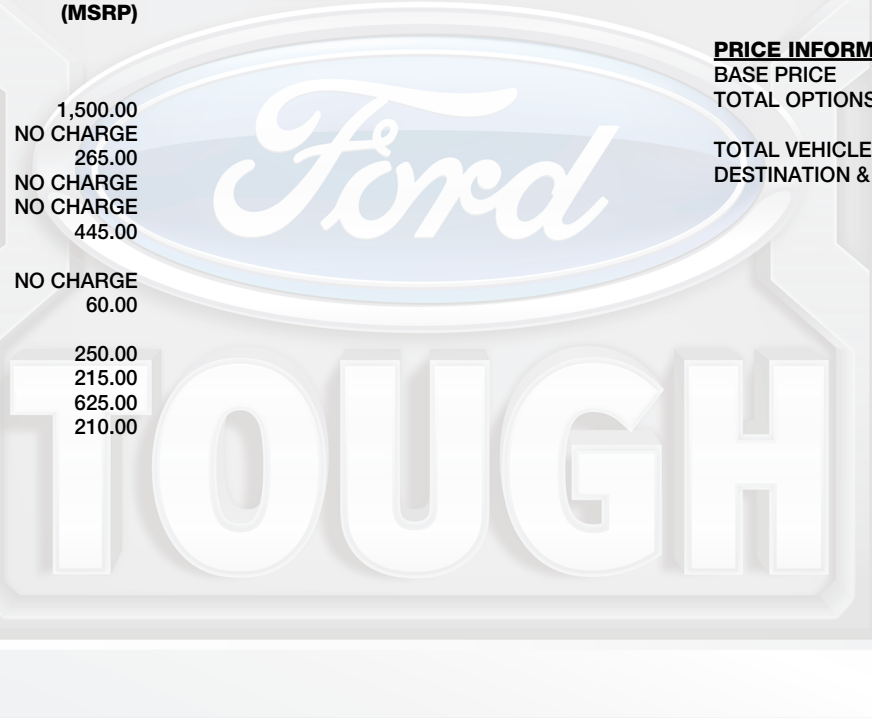 (MSRP)
1,500.00
NO CHARGE
265.00
NO CHARGE
NO CHARGE
445.00
NO CHARGE
60.00
250.00
215.00
625.00
210.00
PRICE INFORM
BASE PRICE
TOTAL OPTIONS
TOTAL VEHICLE
DESTINATION &
Ford
TOUGH